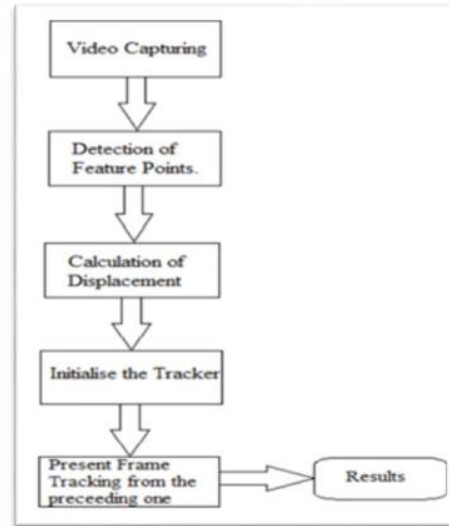 Video Capturing
Detection of
Feature Points.
Calculation of
Displacement
Initialise the Tracker
Present Frame
Tracking from the
preceeding one
Results